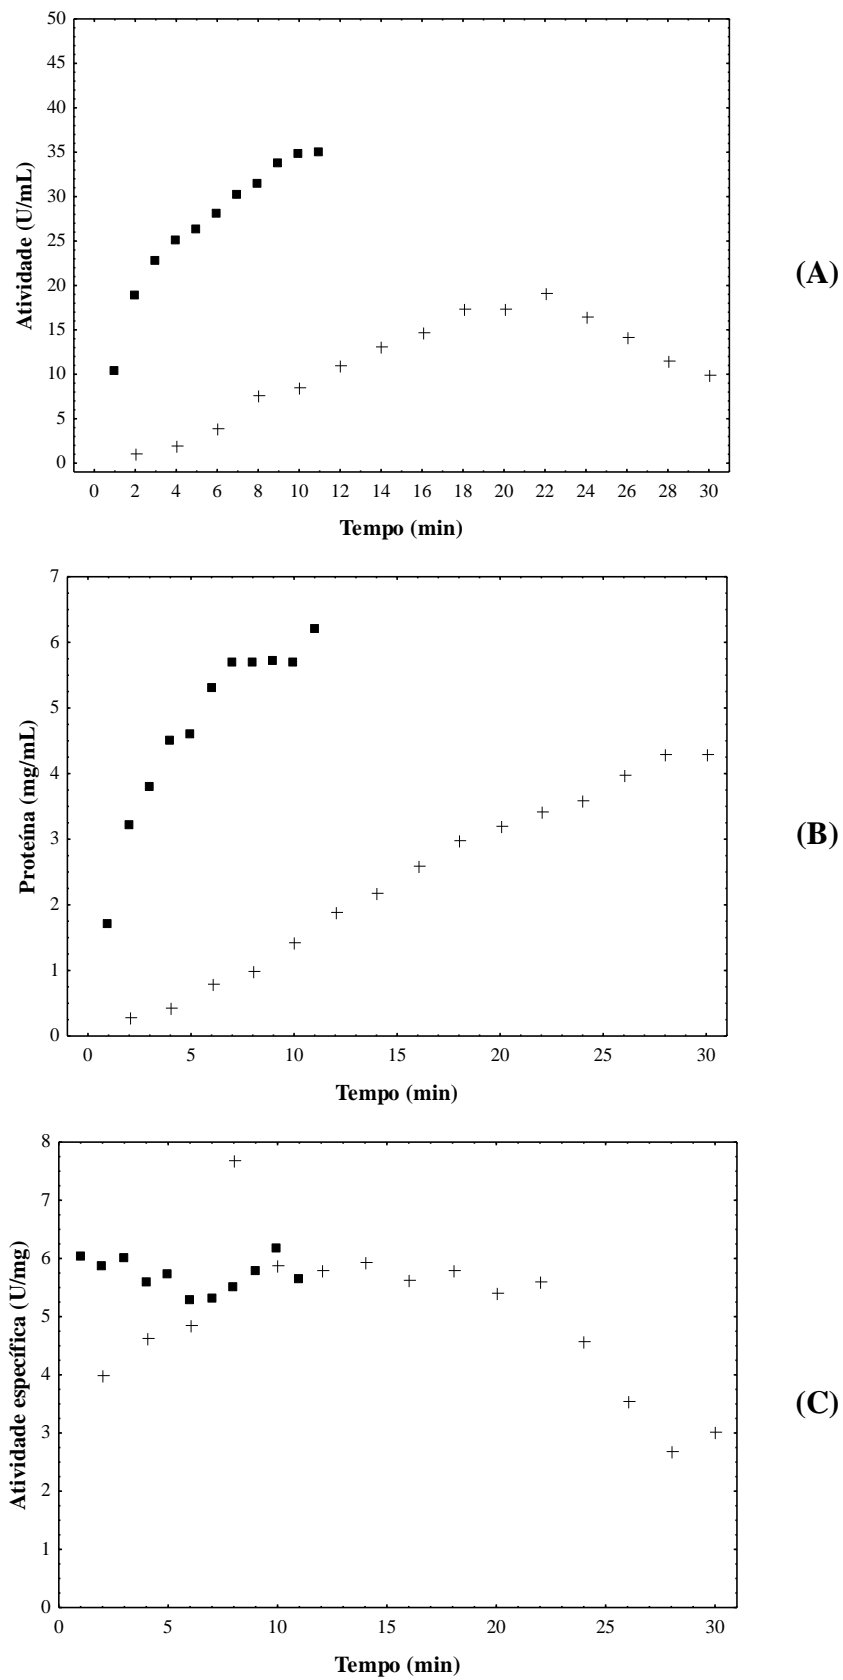 50
45
40
35
30
25
20
15
10
5
0
Atividade (U/mL)
0 2 4 6 8 10 12 14 16 18 20 22 24 26 28 30
Tempo (min)
(A)
7
6
5
4
3
2
1
0
Proteína (mg/mL)
0 5 10 15 20 25 30
Tempo (min)
(B)
8
7
6
5
4
3
2
1
0
Atividade específica (U/mg)
0 5 10 15 20 25 30
Tempo (min)
(C)